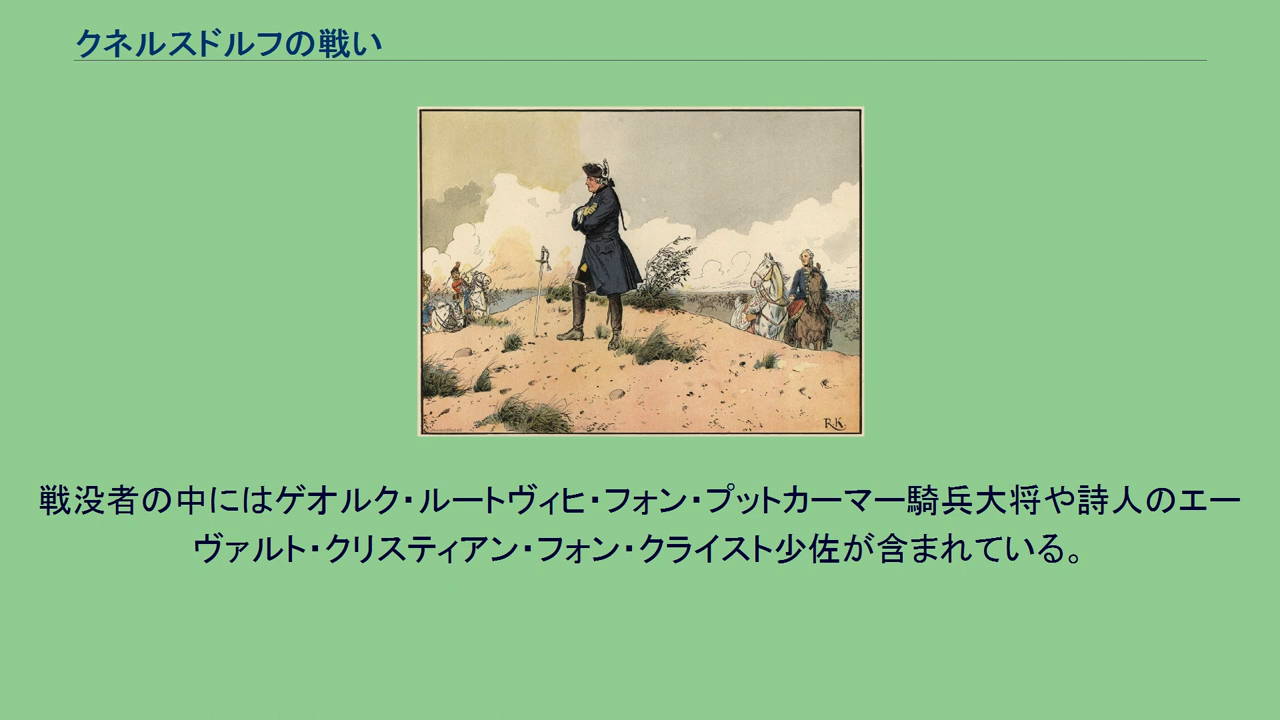 クネルスドルフの戦い
R.K.
戦没者の中にはゲオルク・ルートヴィヒ・フォン・プットカーマー騎兵大将や詩人のエー
ヴァルト・クリスティアン・フォン・クライスト少佐が含まれている。